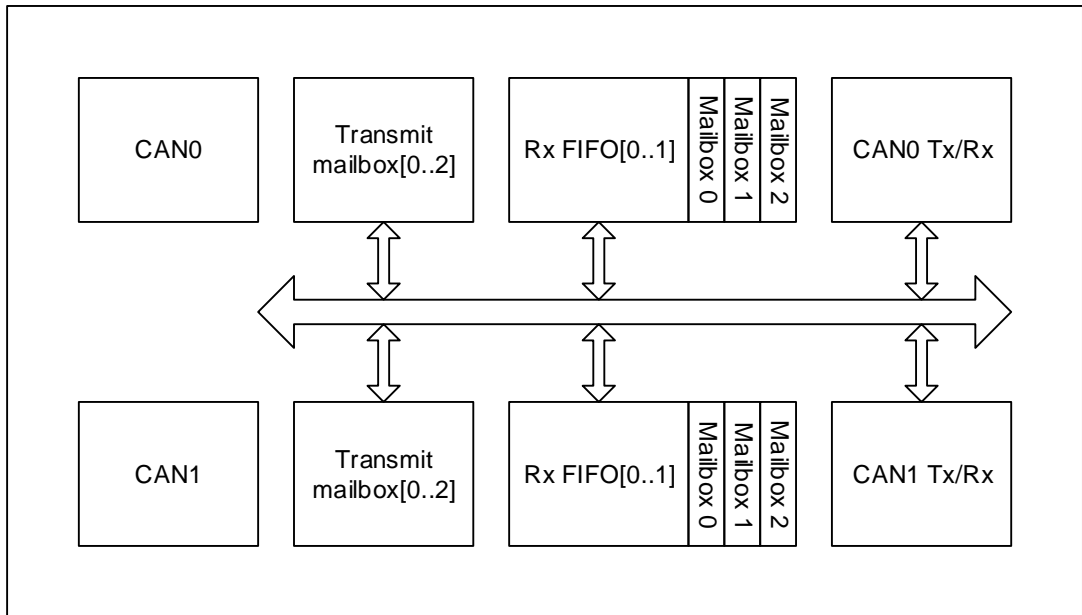 CAN0
Transmit
mailbox[0..2]
Rx FIFO[0..1]
Mailbox 0
Mailbox 1
Mailbox 2
CAN0 Tx/Rx
CAN1
Transmit
mailbox[0..2]
Rx FIFO[0..1]
Mailbox 0
Mailbox 1
Mailbox 2
CAN1 Tx/Rx